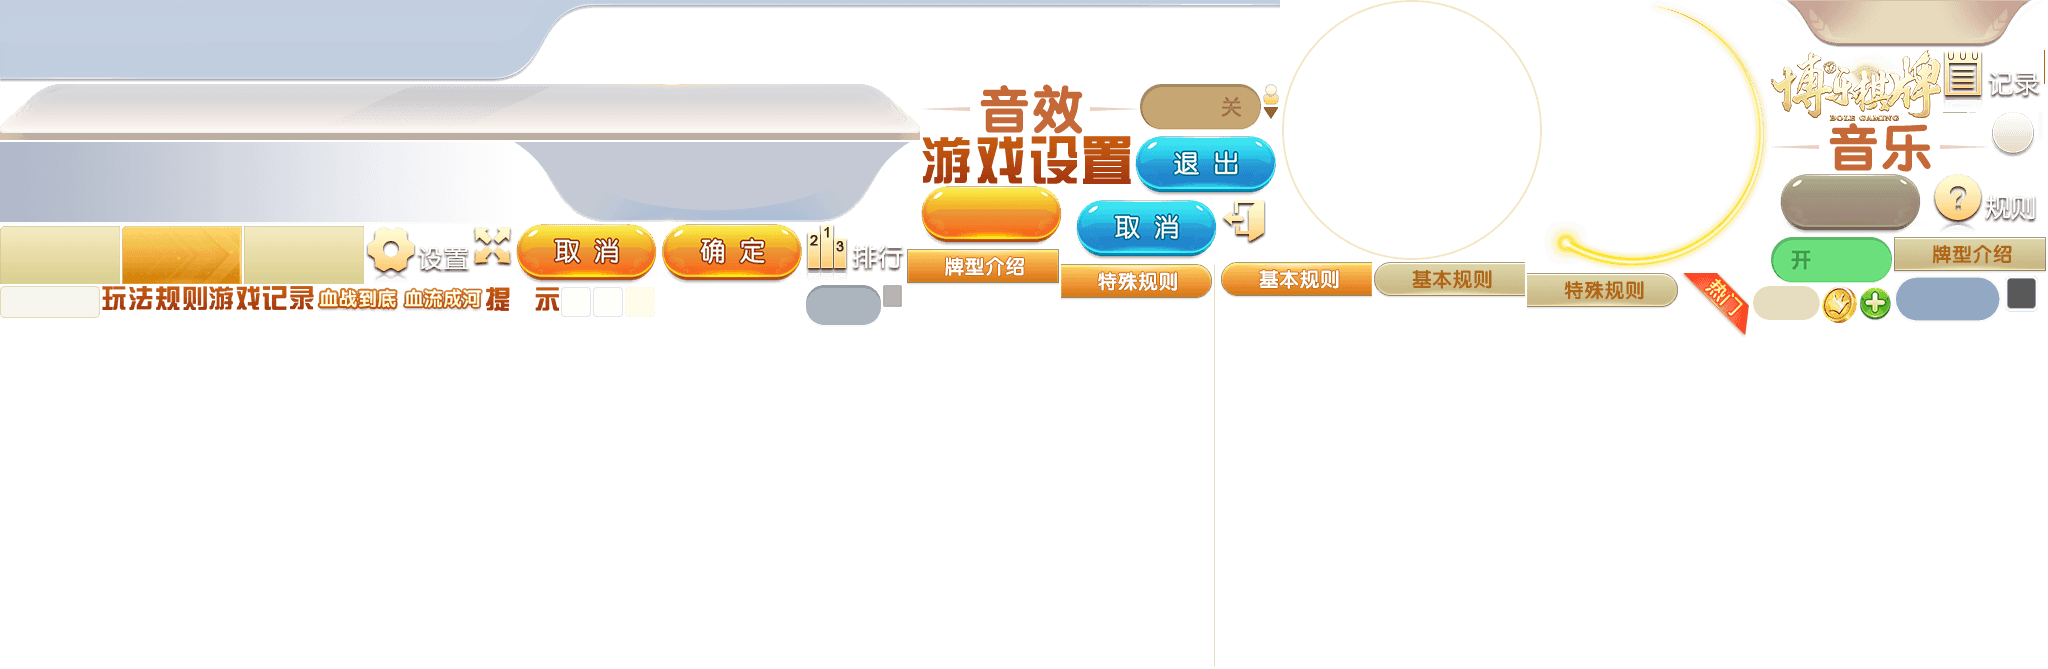 博乐棋牌
BOLE GAMING
记录
音效
关
游戏设置
退 出
音乐
规则
取 消
设置
取 消
确 定
2 1 3
排行
开
牌型介绍
牌型介绍
特殊规则
基本规则
基本规则
特殊规则
热门
玩法规则
游戏记录
血战到底
血流成河
提 示
?